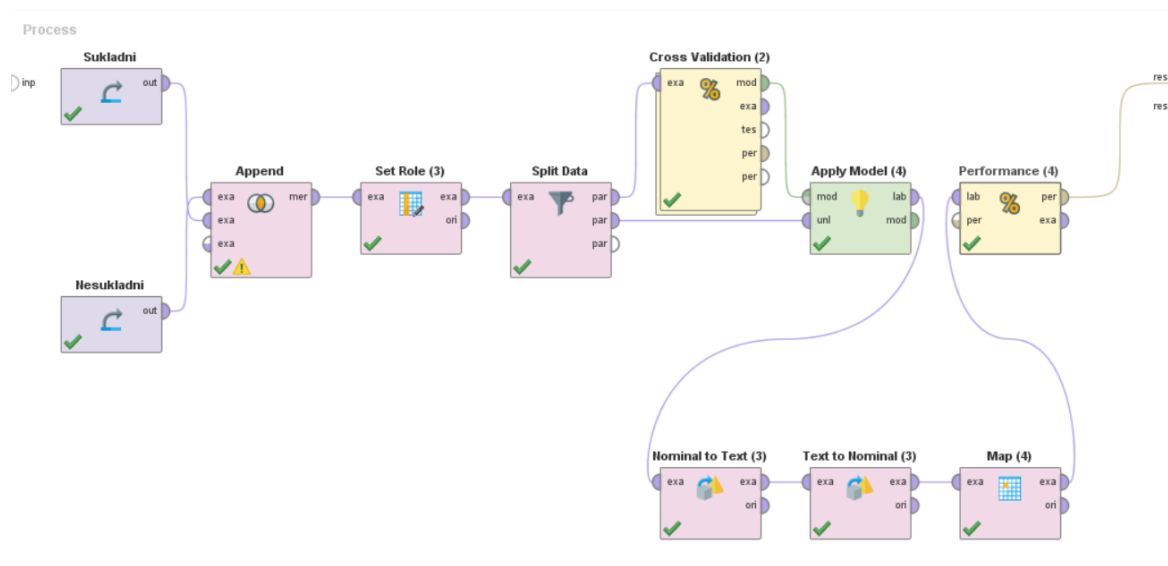 Process
inp
Sukladni
out
Nesukladni
out
Append
exa
exa
exa
mer
Set Role (3)
exa
exa
ori
Split Data
exa
par
par
par
Cross Validation (2)
exa
mod
exa
tes
per
per
Apply Model (4)
mod
unl
lab
mod
Performance (4)
lab
per
per
exa
res
res
Nominal to Text (3)
exa
exa
ori
Text to Nominal (3)
exa
exa
ori
Map (4)
exa
exa
ori